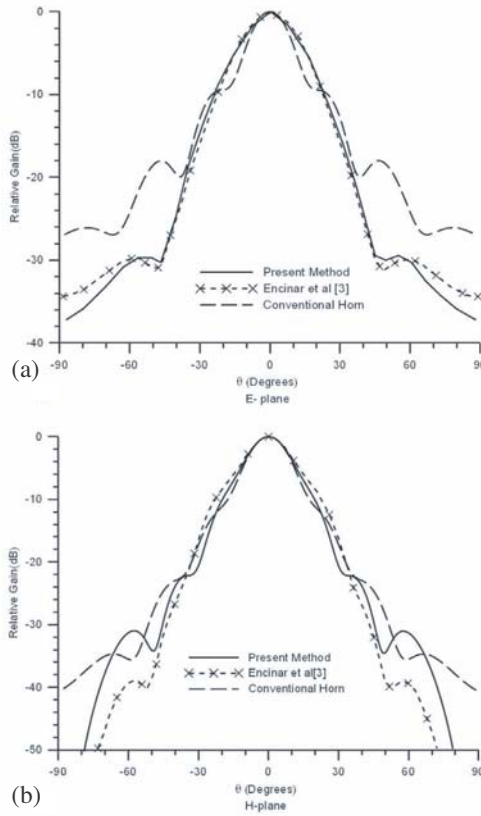 0
-10
-20
-30
-40
Relative Gain(dB)
Present Method
Encinar et al [3]
Conventional Horn
-90 -60 -30 0 30 60 90
(a)
θ (Degrees)
E- plane
0
-10
-20
-30
-40
-50
Relative Gain(dB)
Present Method
Encinar et al[3]
Conventional Horn
-90 -60 -30 0 30 60 90
(b)
θ (Degrees)
H-plane